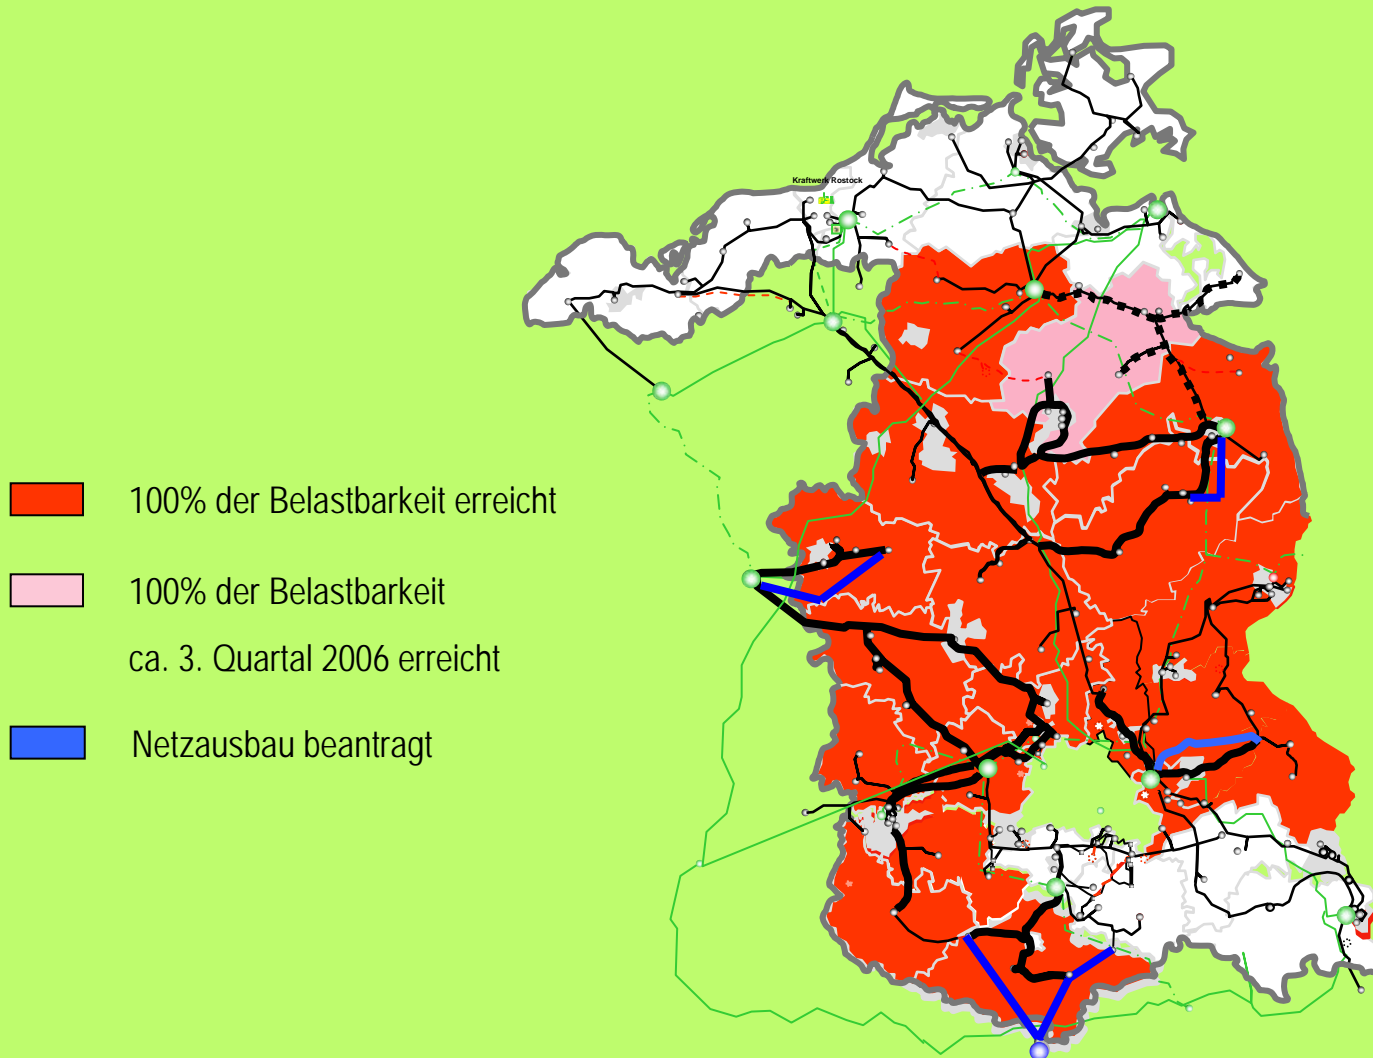 Kraftwerk Rostock
100% der Belastbarkeit erreicht
100% der Belastbarkeit
ca. 3. Quartal 2006 erreicht
Netzausbau beantragt